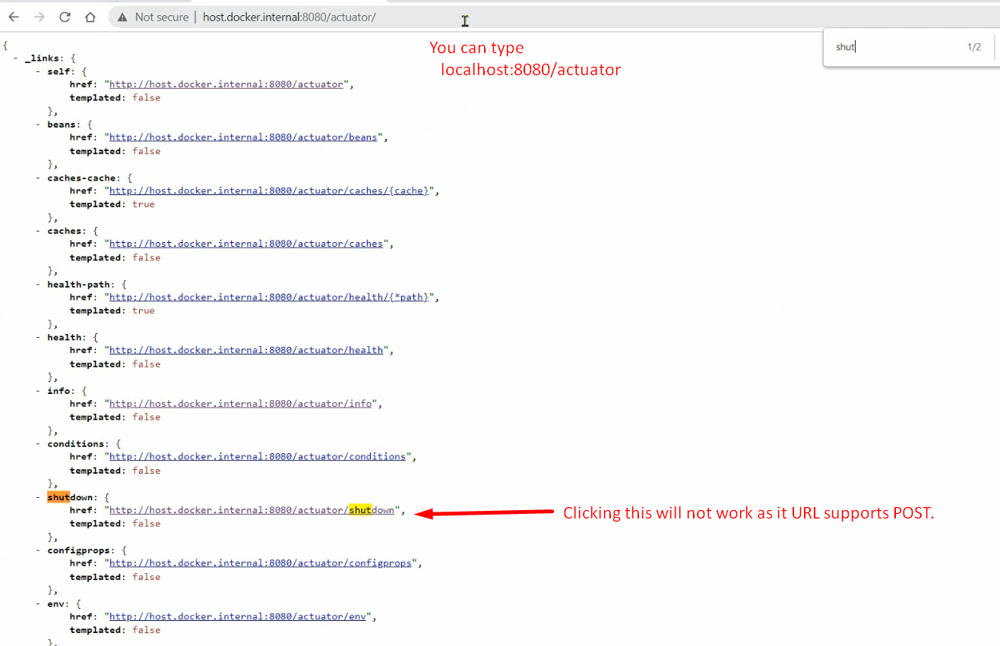 Not secure | host.docker.internal:8080/actuator/
shut 1/2
You can type
localhost:8080/actuator
{
- _links: {
- self: {
href: "http://host.docker.internal:8080/actuator",
templated: false
},
- beans: {
href: "http://host.docker.internal:8080/actuator/beans",
templated: false
},
- caches-cache: {
href: "http://host.docker.internal:8080/actuator/caches/{cache}",
templated: true
},
- caches: {
href: "http://host.docker.internal:8080/actuator/caches",
templated: false
},
- health-path: {
href: "http://host.docker.internal:8080/actuator/health/{*path}",
templated: true
},
- health: {
href: "http://host.docker.internal:8080/actuator/health",
templated: false
},
- info: {
href: "http://host.docker.internal:8080/actuator/info",
templated: false
},
- conditions: {
href: "http://host.docker.internal:8080/actuator/conditions",
templated: false
},
- shutdown: {
href: "http://host.docker.internal:8080/actuator/shutdown",
Clicking this will not work as it URL supports POST.
templated: false
},
- configprops: {
href: "http://host.docker.internal:8080/actuator/configprops",
templated: false
},
- env: {
href: "http://host.docker.internal:8080/actuator/env",
templated: false
},